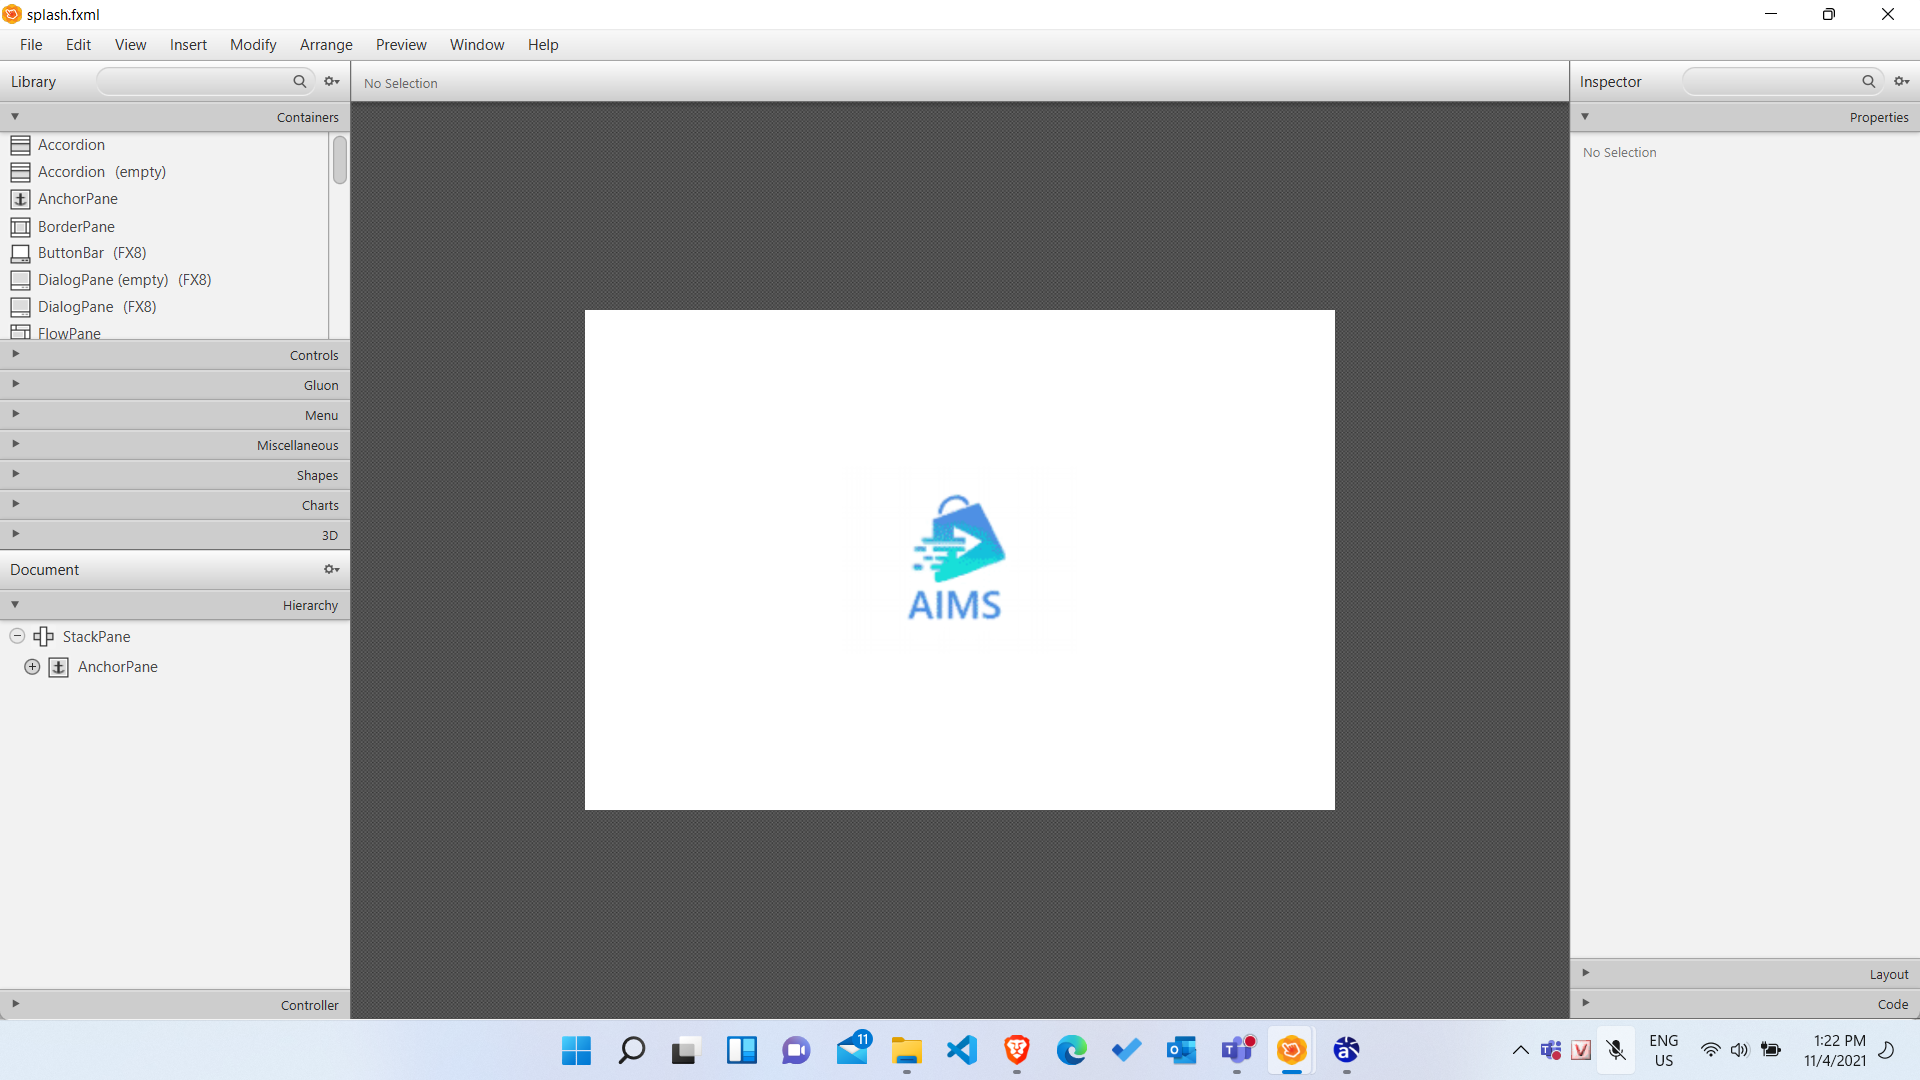 splash.fxml
File Edit View Insert Modify Arrange Preview Window Help
Library
No Selection
Inspector
Containers
Properties
Accordion
Accordion (empty)
AnchorPane
BorderPane
ButtonBar (FX8)
DialogPane (empty) (FX8)
DialogPane (FX8)
FlowPane
No Selection
Controls
Gluon
Menu
Miscellaneous
Shapes
Charts
3D
Document
Hierarchy
StackPane
AnchorPane
Controller
AIMS
Layout
Code
11
ENG
US
1:22 PM
11/4/2021